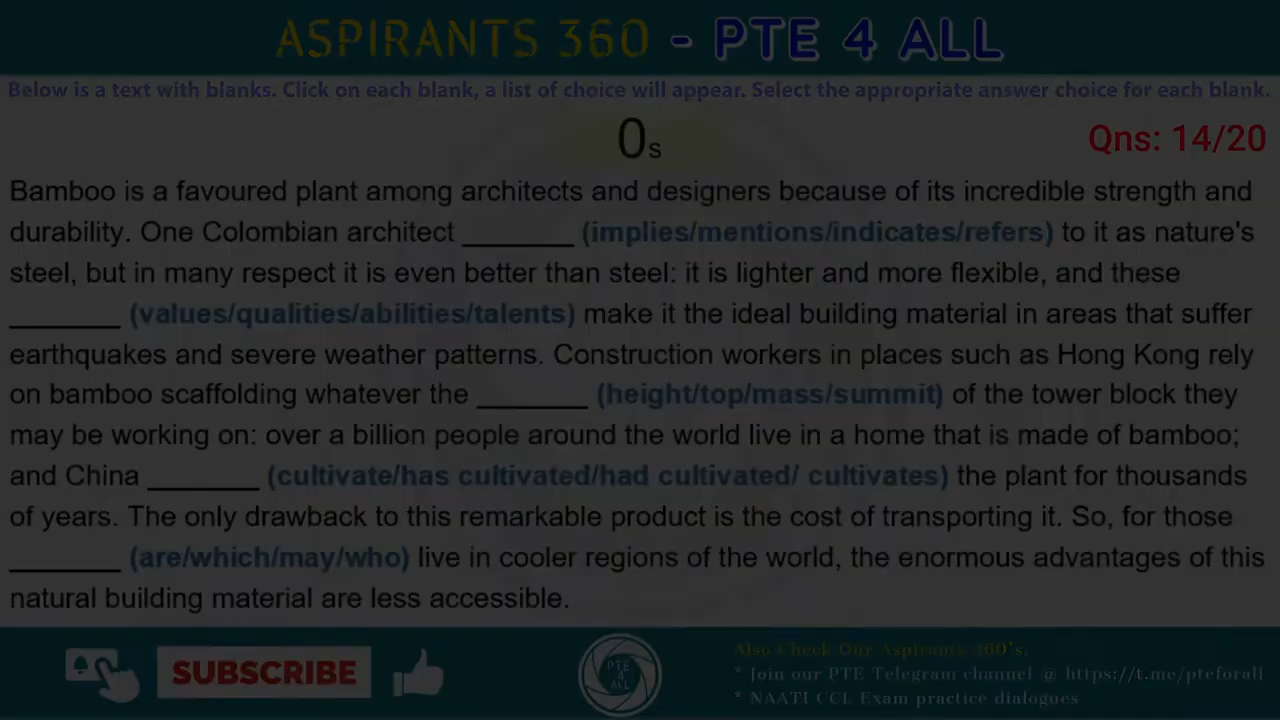 ASPIRANTS 360 - PTE 4 ALL
Below is a text with blanks. Click on each blank, a list of choice will appear. Select the appropriate answer choice for each blank.
0s
Qns: 14/20
Bamboo is a favoured plant among architects and designers because of its incredible strength and
durability. One Colombian architect _______ (implies/mentions/indicates/refers) to it as nature's
steel, but in many respect it is even better than steel: it is lighter and more flexible, and these
_______ (values/qualities/abilities/talents) make it the ideal building material in areas that suffer
earthquakes and severe weather patterns. Construction workers in places such as Hong Kong rely
on bamboo scaffolding whatever the _______ (height/top/mass/summit) of the tower block they
may be working on: over a billion people around the world live in a home that is made of bamboo;
and China _______ (cultivate/has cultivated/had cultivated/ cultivates) the plant for thousands
of years. The only drawback to this remarkable product is the cost of transporting it. So, for those
_______ (are/which/may/who) live in cooler regions of the world, the enormous advantages of this
natural building material are less accessible.
SUBSCRIBE
PTE
4
ALL
Also Check Our Aspirants 360's.
* Join our PTE Telegram channel @ https://t.me/pteforall
* NAATI CCL Exam practice dialogues